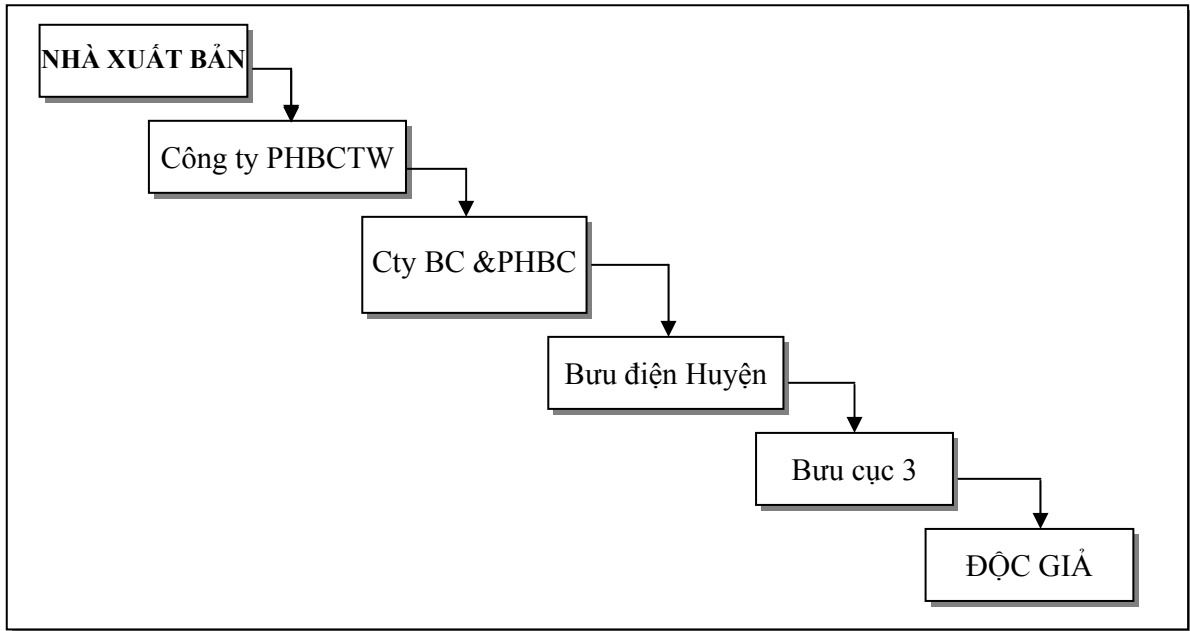 NHÀ XUẤT BẢN
Công ty PHBCTW
Cty BC &PHBC
Bưu điện Huyện
Bưu cục 3
ĐỘC GIẢ